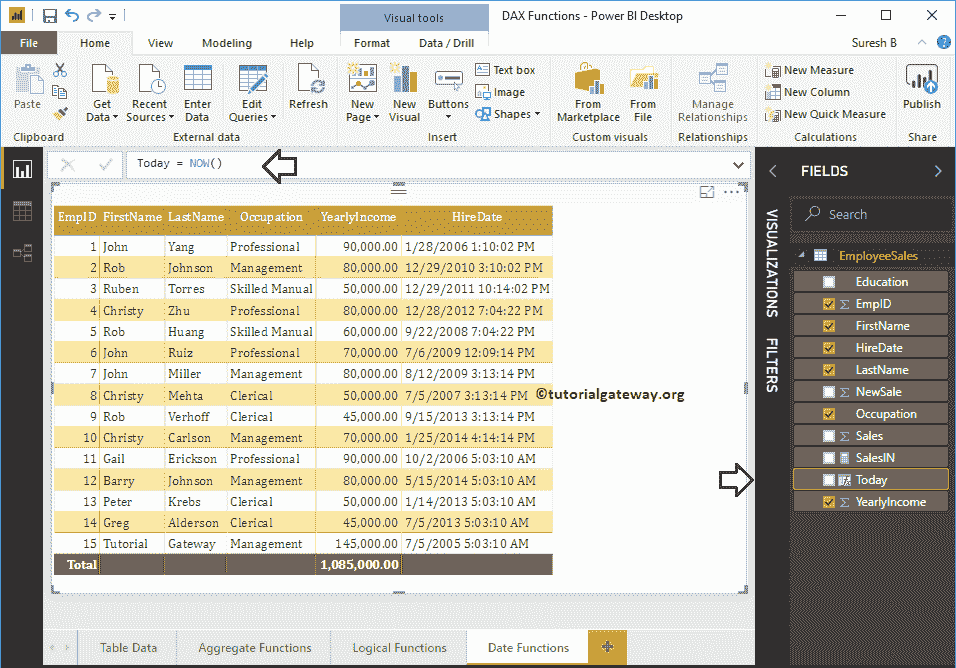 Visual tools
DAX Functions - Power BI Desktop
File Home View Modeling Help Format Data / Drill Suresh B
Paste
Get Data
Recent Sources
Enter Data
Edit Queries
Refresh
New Page
New Visual
Buttons
Text box
Image
Shapes
From Marketplace
From File
Manage Relationships
New Measure
New Column
New Quick Measure
Publish
Clipboard External data Insert Custom visuals Relationships Calculations Share
Today = NOW()
EmpID FirstName LastName Occupation YearlyIncome HireDate
1 John Yang Professional 90,000.00 1/28/2006 1:10:02 PM
2 Rob Johnson Management 80,000.00 12/29/2010 3:10:02 PM
3 Ruben Torres Skilled Manual 50,000.00 12/29/2011 10:14:02 PM
4 Christy Zhu Professional 80,000.00 12/28/2012 7:04:22 PM
5 Rob Huang Skilled Manual 60,000.00 9/22/2008 7:04:22 PM
6 John Ruiz Professional 70,000.00 7/6/2009 12:09:14 PM
7 John Miller Management 80,000.00 8/12/2009 3:13:14 PM
8 Christy Mehta Clerical 50,000.00 7/5/2007 3:13:14 PM
9 Rob Verhoff Clerical 45,000.00 9/15/2013 3:13:14 PM
10 Christy Carlson Management 70,000.00 1/25/2014 4:14:14 PM
11 Gail Erickson Professional 90,000.00 10/2/2006 5:03:10 AM
12 Barry Johnson Management 80,000.00 5/15/2014 5:03:10 AM
13 Peter Krebs Clerical 50,000.00 1/14/2013 5:03:10 AM
14 Greg Alderson Clerical 45,000.00 7/5/2013 5:03:10 AM
15 Tutorial Gateway Management 145,000.00 7/5/2005 5:03:10 AM
Total 1,085,000.00
©tutorialgateway.org
VISUALIZATIONS
FILTERS
FIELDS
Search
EmployeeSales
Education
Σ EmpID
FirstName
HireDate
LastName
Σ NewSale
Occupation
Σ Sales
SalesIN
Today
Σ YearlyIncome
Table Data Aggregate Functions Logical Functions Date Functions